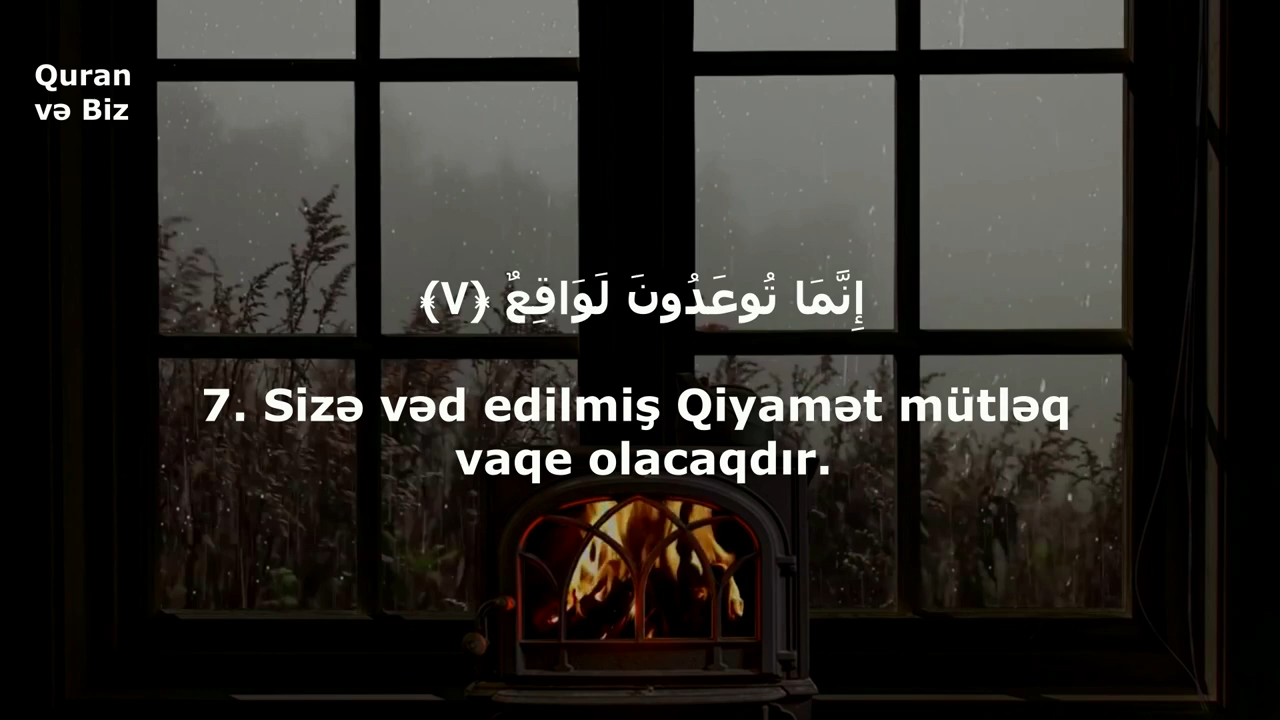 Quran
və Biz
إِنَّمَا تُوعَدُونَ لَوَاقِعٌ ﴿٧﴾
7. Sizə vəd edilmiş Qiyamət mütləq
vaqe olacaqdır.